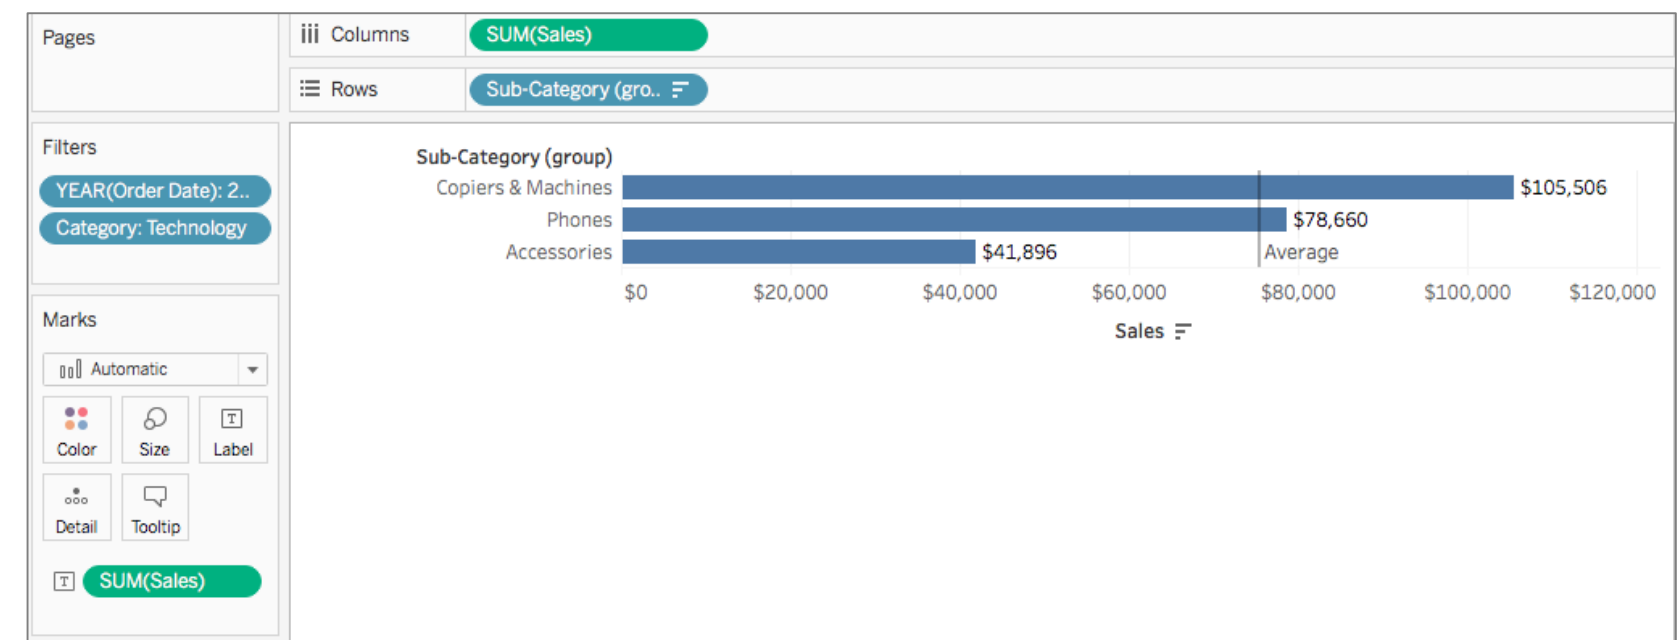 Pages
Columns
SUM(Sales)
Rows
Sub-Category (gro..
Filters
YEAR(Order Date): 2..
Category: Technology
Marks
Automatic
Color
Size
T
Label
Detail
Tooltip
T
SUM(Sales)
Sub-Category (group)
Copiers & Machines
$105,506
Phones
$78,660
Accessories
$41,896
Average
$0
$20,000
$40,000
$60,000
$80,000
$100,000
$120,000
Sales